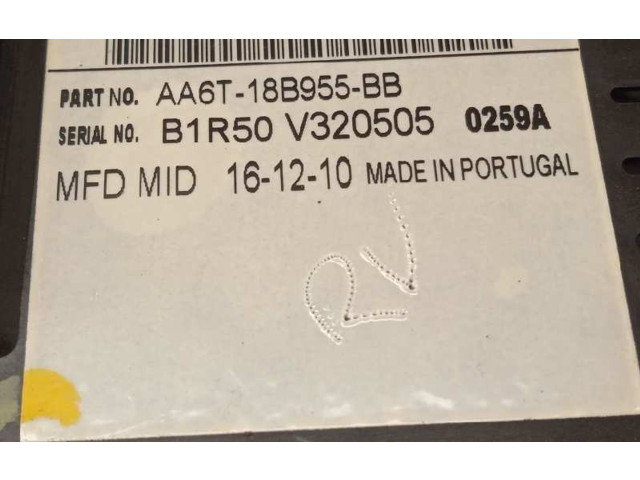 PART NO. AA6T-18B955-BB
SERIAL NO. B1R50 V320505 0259A
MFD MID 16-12-10 MADE IN PORTUGAL
RV